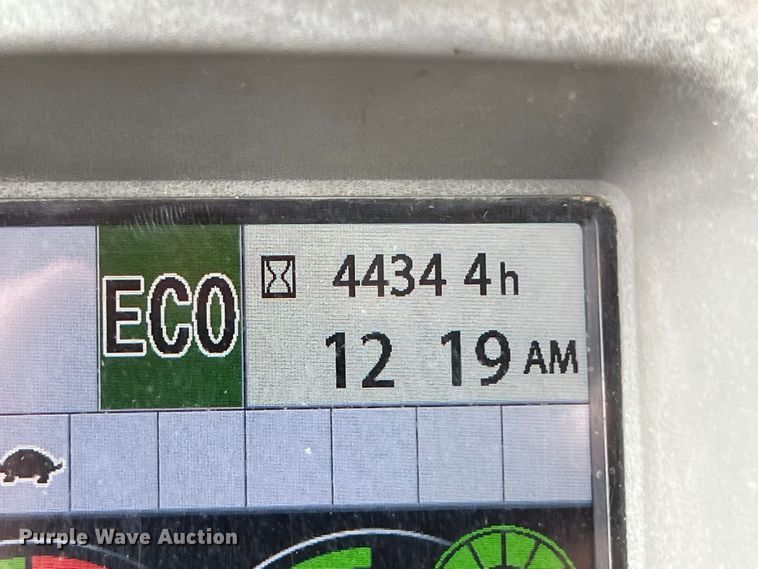 ECO
4434 4h
12 19 AM
Purple Wave Auction